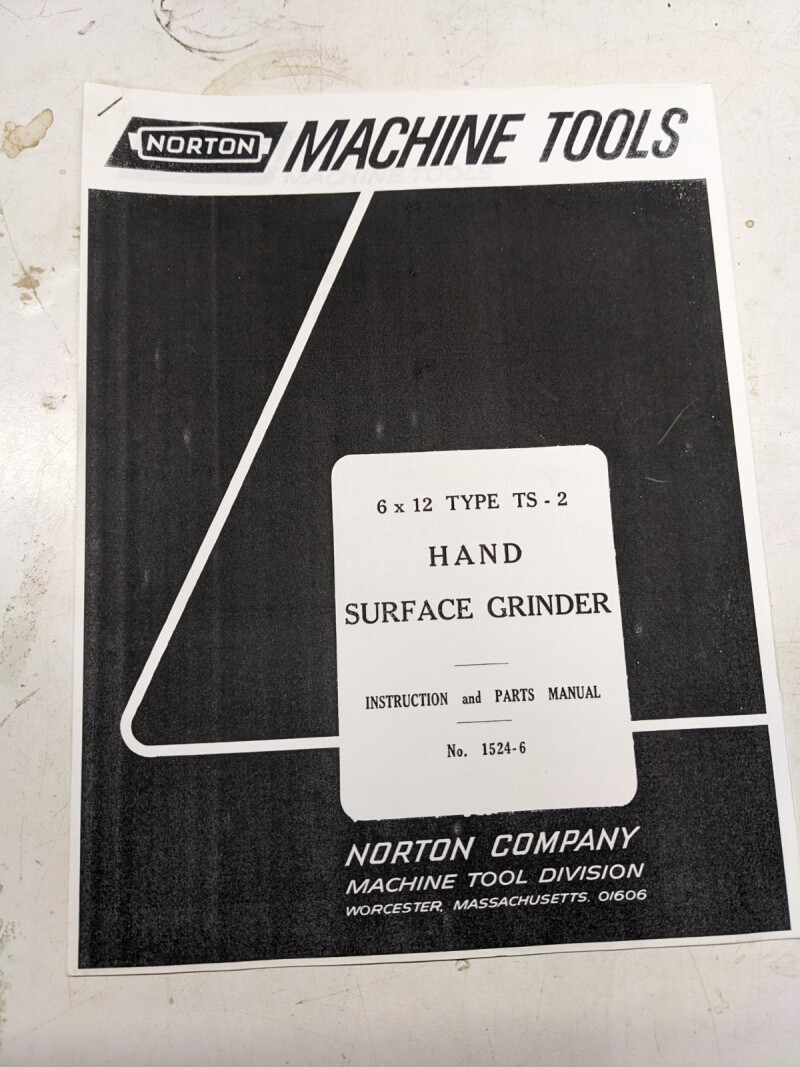 NORTON MACHINE TOOLS
6 x 12 TYPE TS - 2
HAND
SURFACE GRINDER
INSTRUCTION and PARTS MANUAL
No. 1524-6
NORTON COMPANY
MACHINE TOOL DIVISION
WORCESTER, MASSACHUSETTS. 01606